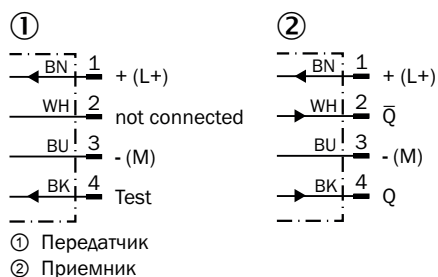 ① ②
BN 1 + (L+) BN 1 + (L+)
WH 2 not connected WH 2 Q̅
BU 3 - (M) BU 3 - (M)
BK 4 Test BK 4 Q
① Передатчик
② Приемник